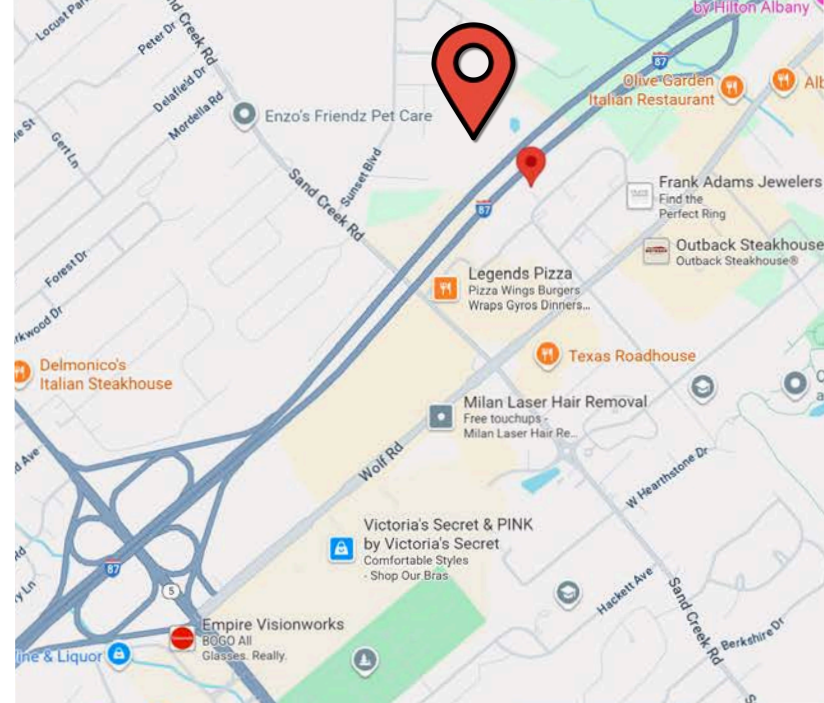 by Hilton Albany
Locust Par
nd Creek Rd
Peter Dr
87
Olive Garden
Italian Restaurant
Alb
Delafield Dr
Mordella Rd
Enzo's Friendz Pet Care
Gert Ln
Sunset Blvd
Sand Creek Rd
Frank Adams Jewelers
Find the
Perfect Ring
87
Outback Steakhouse
Outback Steakhouse®
Forest Dr
Legends Pizza
Pizza Wings Burgers
Wraps Gyros Dinners...
rkwood Dr
Texas Roadhouse
Delmonico's
Italian Steakhouse
Milan Laser Hair Removal
Free touchups -
Milan Laser Hair Re...
Wolf Rd
W Hearthstone Dr
d Ave
Victoria's Secret & PINK
by Victoria's Secret
Comfortable Styles
- Shop Our Bras
87
5
Hackett Ave
Sand Creek Rd
Empire Visionworks
BOGO All
Glasses. Really.
Berkshire Dr
ine & Liquor